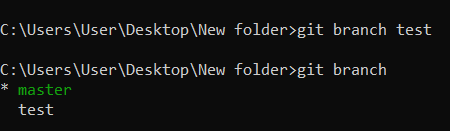 C:\Users\User\Desktop\New folder>git branch test
C:\Users\User\Desktop\New folder>git branch
* master
  test